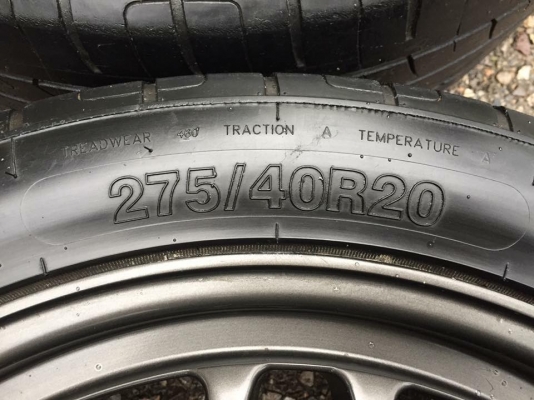 TREADWEAR TRACTION A TEMPERATURE A
275/40R20